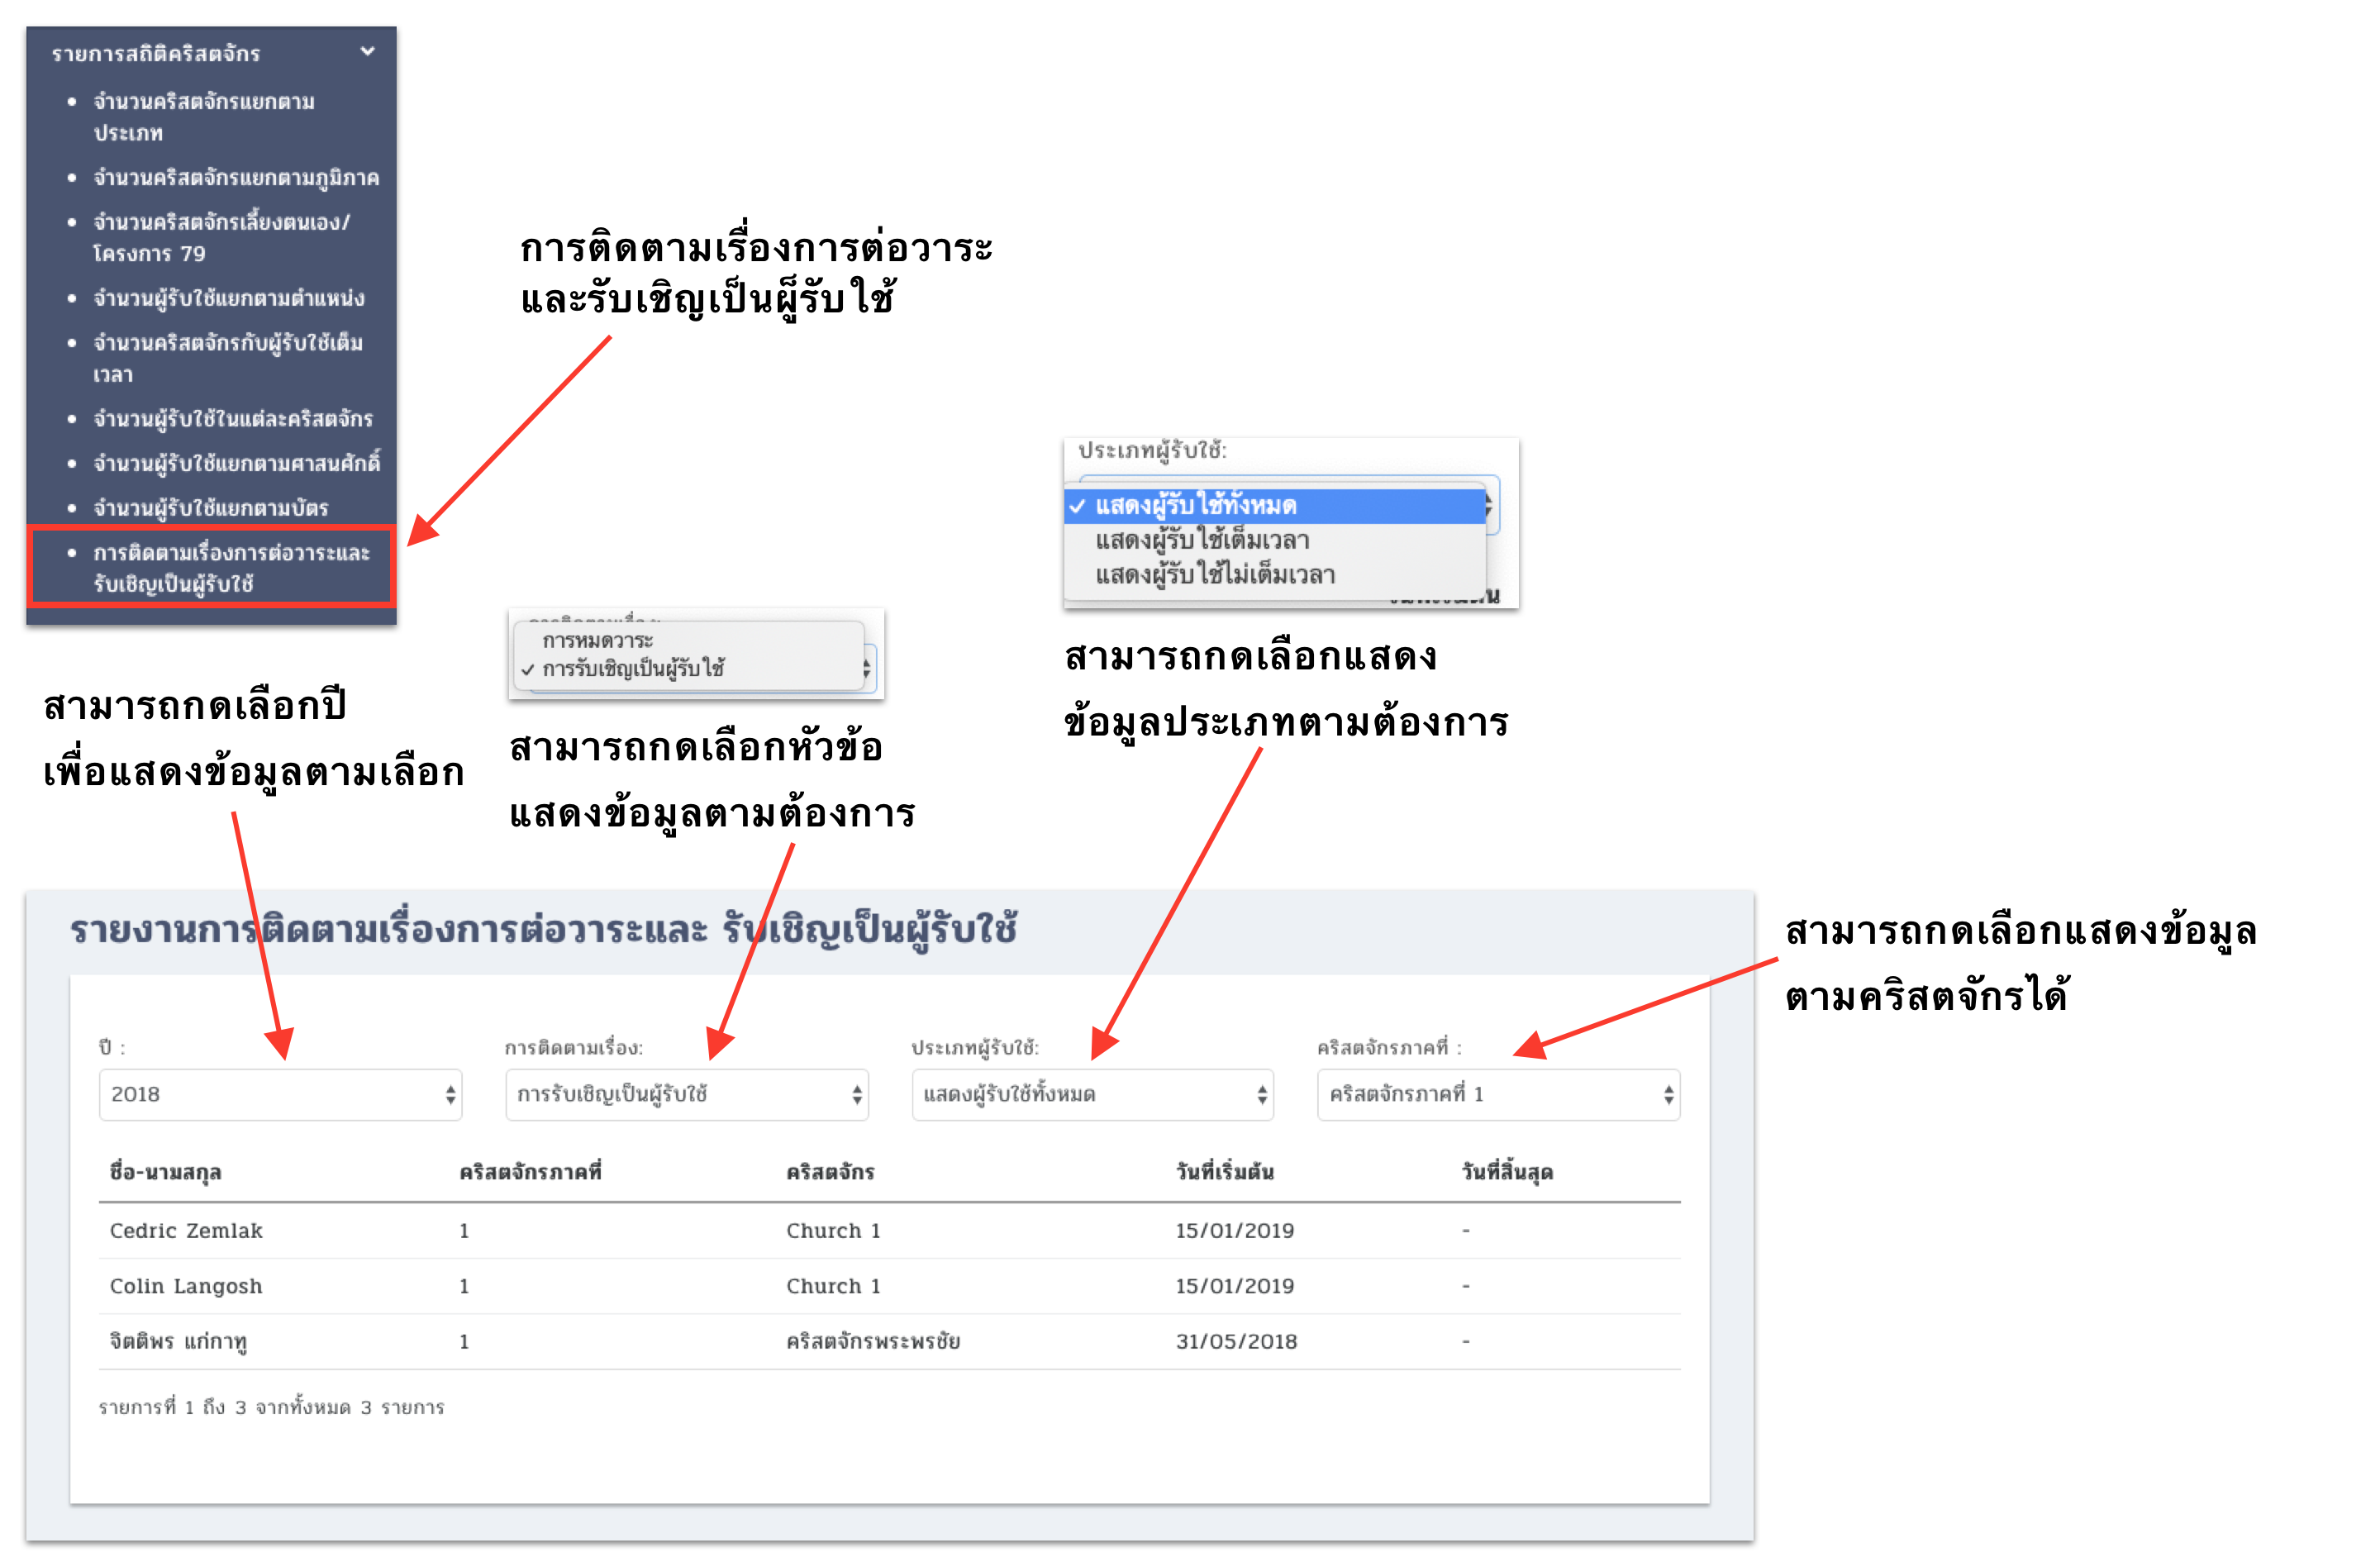 รายการสถิติคริสตจักร
จำนวนคริสตจักรแยกตาม
ประเภท
จำนวนคริสตจักรแยกตามภูมิภาค
จำนวนคริสตจักรเลี้ยงตนเอง/
โครงการ 79
จำนวนผู้รับใช้แยกตามตำแหน่ง
จำนวนคริสตจักรกับผู้รับใช้เต็ม
เวลา
จำนวนผู้รับใช้ในแต่ละคริสตจักร
จำนวนผู้รับใช้แยกตามศาสนศักดิ์
จำนวนผู้รับใช้แยกตามบัตร
การติดตามเรื่องการต่อวาระและ
รับเชิญเป็นผู้รับใช้
การติดตามเรื่องการต่อวาระ
และรับเชิญเป็นผู็รับใช้
ประเภทผู้รับใช้:
✓ แสดงผู้รับใช้ทั้งหมด
แสดงผู้รับใช้เต็มเวลา
แสดงผู้รับใช้ไม่เต็มเวลา
การหมดวาระ
✓ การรับเชิญเป็นผู้รับใช้
สามารถกดเลือกปี
เพื่อแสดงข้อมูลตามเลือก
สามารถกดเลือกหัวข้อ
แสดงข้อมูลตามต้องการ
สามารถกดเลือกแสดง
ข้อมูลประเภทตามต้องการ
สามารถกดเลือกแสดงข้อมูล
ตามคริสตจักรได้
รายงานการติดตามเรื่องการต่อวาระและ รับเชิญเป็นผู้รับใช้
ปี : การติดตามเรื่อง: ประเภทผู้รับใช้: คริสตจักรภาคที่ :
2018 การรับเชิญเป็นผู้รับใช้ แสดงผู้รับใช้ทั้งหมด คริสตจักรภาคที่ 1
ชื่อ-นามสกุล คริสตจักรภาคที่ คริสตจักร วันที่เริ่มต้น วันที่สิ้นสุด
Cedric Zemlak 1 Church 1 15/01/2019 -
Colin Langosh 1 Church 1 15/01/2019 -
จิตติพร แก่กาทู 1 คริสตจักรพระพรชัย 31/05/2018 -
รายการที่ 1 ถึง 3 จากทั้งหมด 3 รายการ